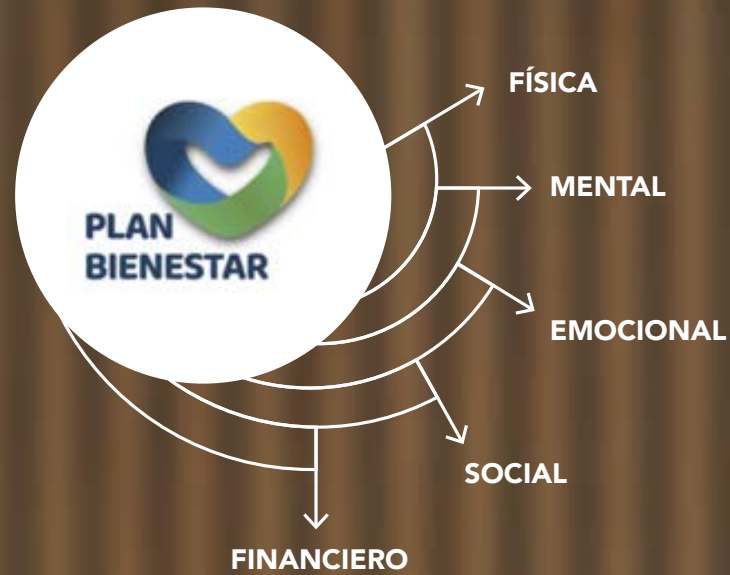 PLAN
BIENESTAR
FÍSICA
MENTAL
EMOCIONAL
SOCIAL
FINANCIERO